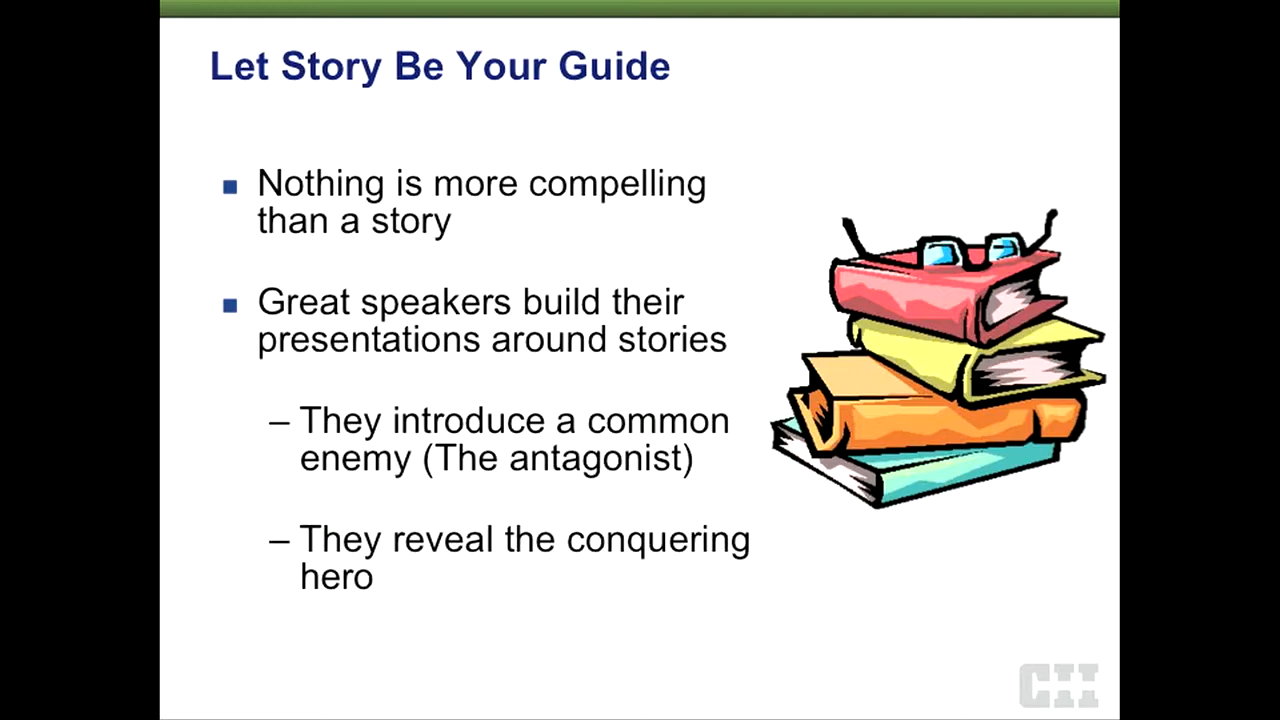 Let Story Be Your Guide
Nothing is more compelling
than a story
Great speakers build their
presentations around stories
– They introduce a common
enemy (The antagonist)
– They reveal the conquering
hero
CII